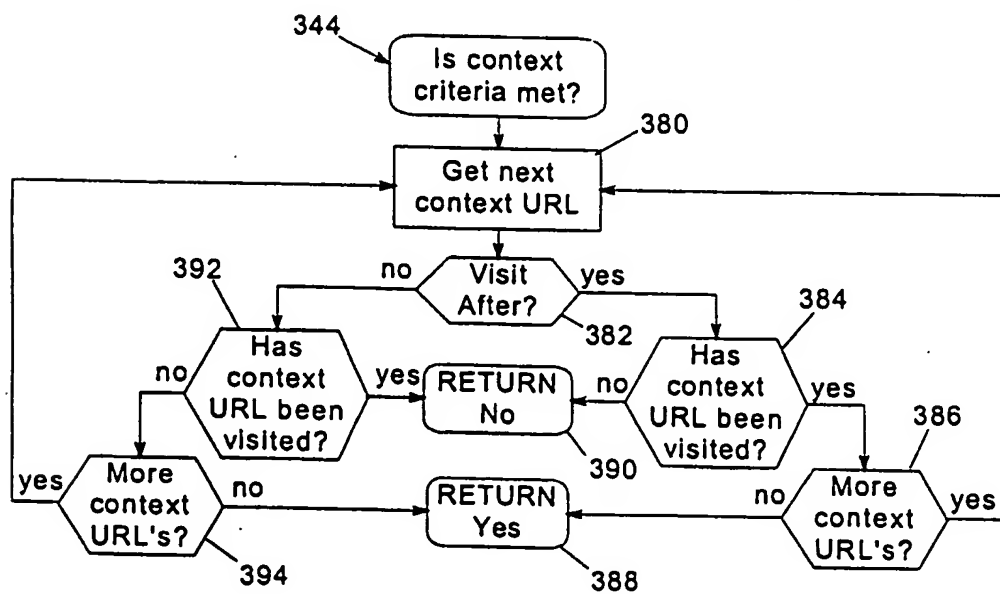 344
Is context
criteria met?
380
Get next
context URL
no
Visit
After?
yes
382
392
Has
context
URL been
visited?
no
yes
RETURN
No
390
384
Has
context
URL been
visited?
no
yes
386
More
context
URL's?
yes
no
394
RETURN
Yes
388
More
context
URL's?
no
yes